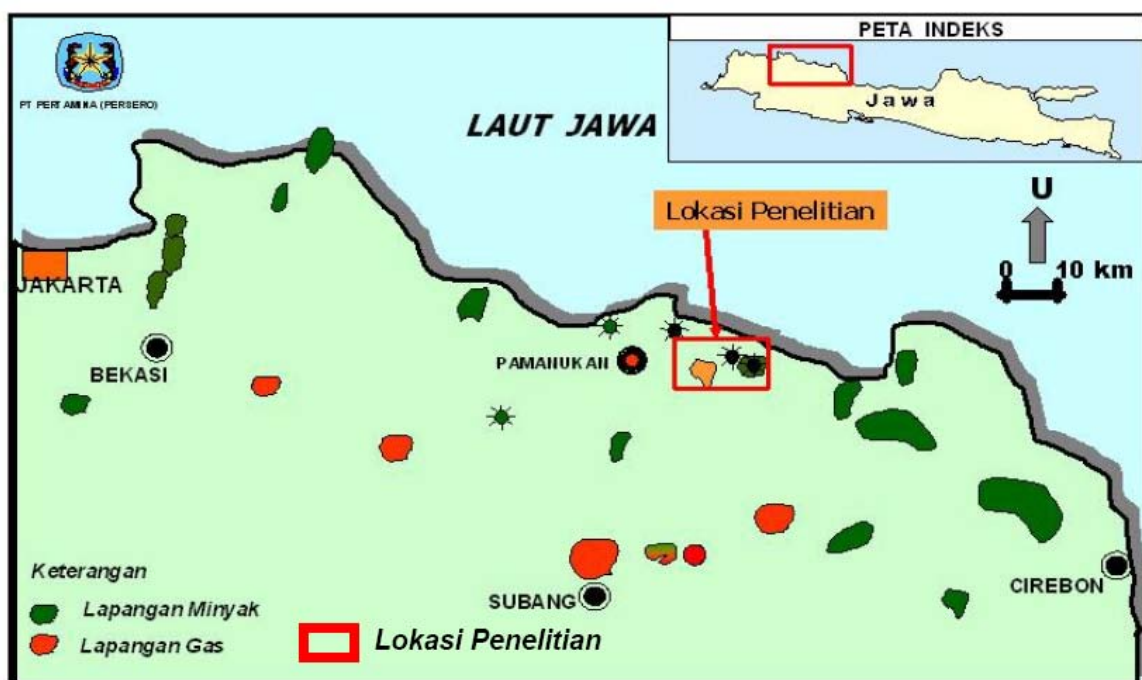 PETA INDEKS
Jawa
PT PERTAMINA (PERSERO)
LAUT JAWA
U
0 10 km
Lokasi Penelitian
JAKARTA
BEKASI
PAMANUKAN
SUBANG
CIREBON
Keterangan
Lapangan Minyak
Lapangan Gas
Lokasi Penelitian